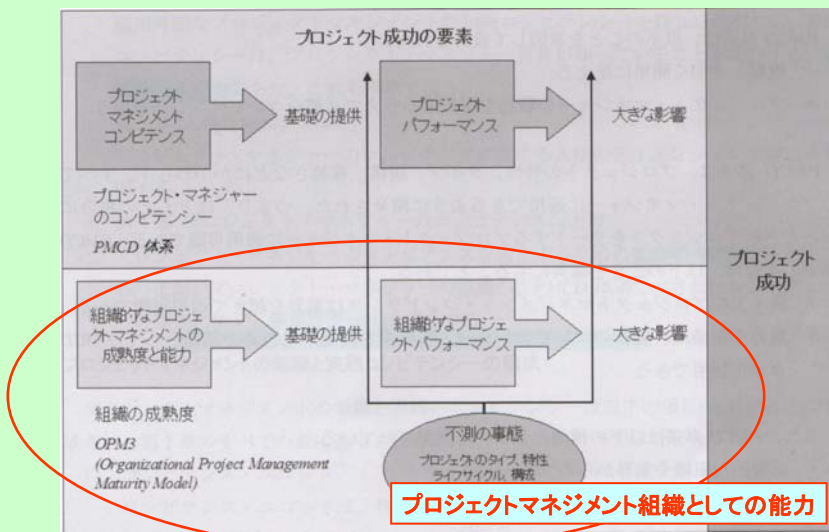 プロジェクト成功の要素
プロジェクト
マネジメント
コンピテンス
基礎の提供
プロジェクト
パフォーマンス
大きな影響
プロジェクト・マネジャー
のコンピテンシー
PMCD 体系
プロジェクト
成功
組織的なプロジェ
クトマネジメントの
成熟度と能力
基礎の提供
組織的なプロジェ
クトパフォーマンス
大きな影響
組織の成熟度
OPM3
(Organizational Project Management
Maturity Model)
不測の事態
プロジェクトのタイプ、特性
ライフサイクル、構成
プロジェクトマネジメント組織としての能力